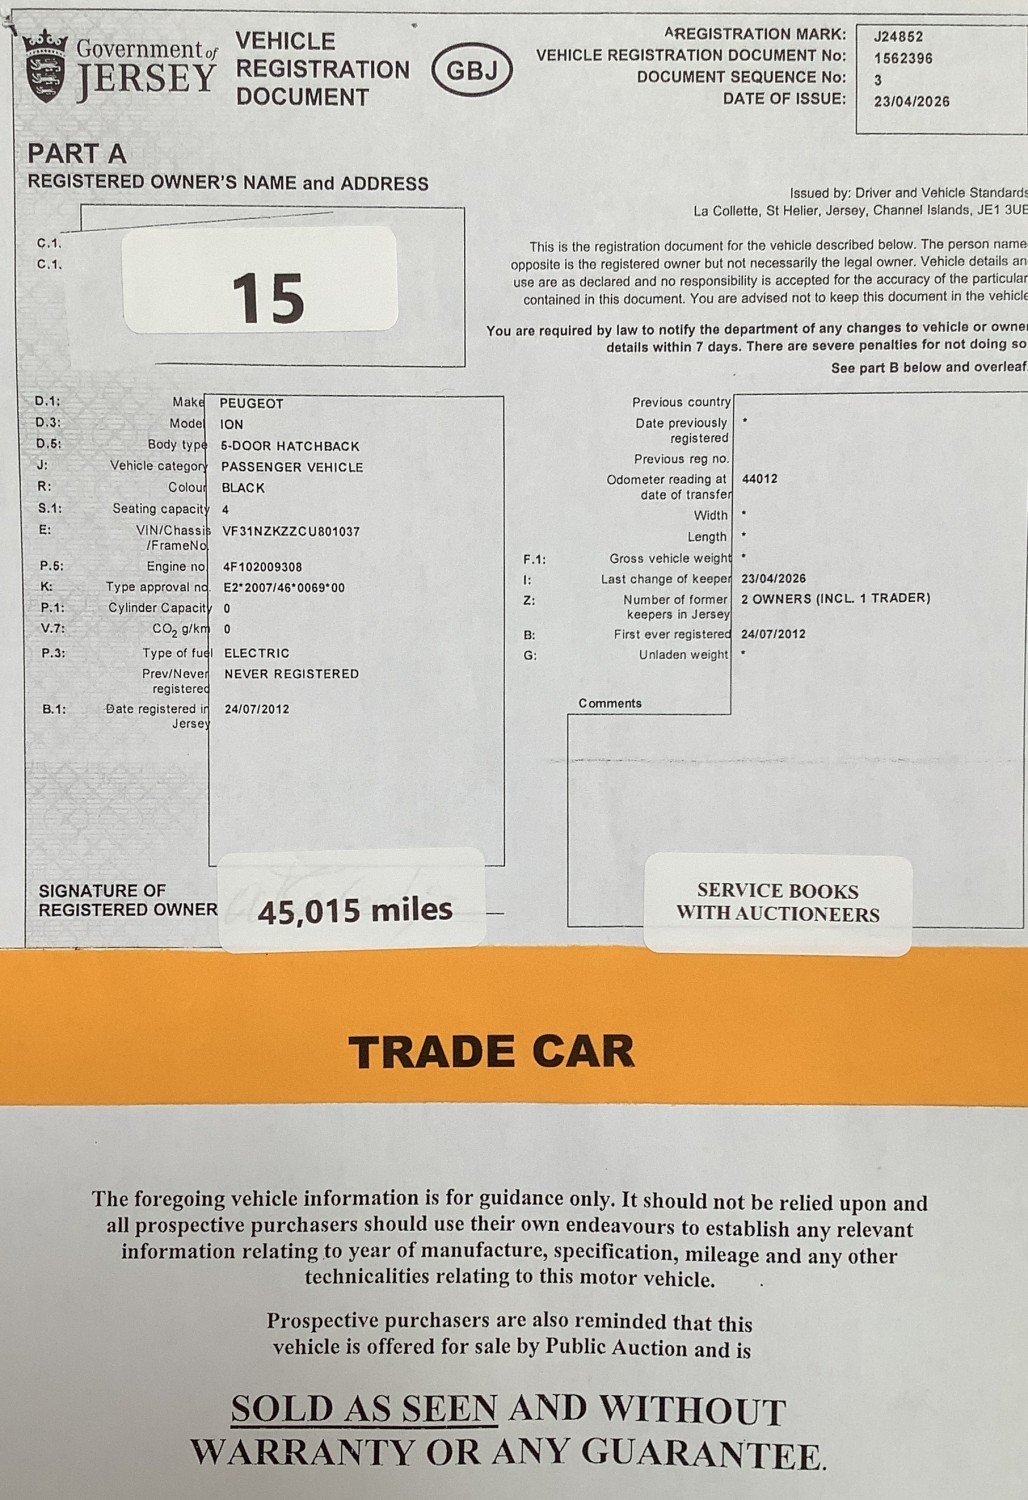 Government of
JERSEY
VEHICLE
REGISTRATION
DOCUMENT
GBJ
REGISTRATION MARK: J24852
VEHICLE REGISTRATION DOCUMENT No: 1562396
DOCUMENT SEQUENCE No: 3
DATE OF ISSUE: 23/04/2026
PART A
REGISTERED OWNER'S NAME and ADDRESS
Issued by: Driver and Vehicle Standards
La Collette, St Helier, Jersey, Channel Islands, JE1 3UE
C.1.
C.1.
15
This is the registration document for the vehicle described below. The person name
opposite is the registered owner but not necessarily the legal owner. Vehicle details an
use are as declared and no responsibility is accepted for the accuracy of the particular
contained in this document. You are advised not to keep this document in the vehicle
You are required by law to notify the department of any changes to vehicle or owner
details within 7 days. There are severe penalties for not doing so
See part B below and overleaf.
D.1: Make PEUGEOT
D.3: Model ION
D.5: Body type 5-DOOR HATCHBACK
J: Vehicle category PASSENGER VEHICLE
R: Colour BLACK
S.1: Seating capacity 4
E: VIN/Chassis VF31NZKZZCU801037
/FrameNo.
P.5: Engine no. 4F102009308
K: Type approval no. E2*2007/46*0069*00
P.1: Cylinder Capacity 0
V.7: CO2 g/km 0
P.3: Type of fuel ELECTRIC
Prev/Never NEVER REGISTERED
registered
B.1: Date registered in 24/07/2012
Jersey
Previous country
Date previously *
registered
Previous reg no.
Odometer reading at 44012
date of transfer
Width *
Length *
F.1: Gross vehicle weight *
I: Last change of keeper 23/04/2026
Z: Number of former 2 OWNERS (INCL. 1 TRADER)
keepers in Jersey
B: First ever registered 24/07/2012
G: Unladen weight *
Comments
SIGNATURE OF
REGISTERED OWNER
45,015 miles
SERVICE BOOKS
WITH AUCTIONEERS
TRADE CAR
The foregoing vehicle information is for guidance only. It should not be relied upon and
all prospective purchasers should use their own endeavours to establish any relevant
information relating to year of manufacture, specification, mileage and any other
technicalities relating to this motor vehicle.
Prospective purchasers are also reminded that this
vehicle is offered for sale by Public Auction and is
SOLD AS SEEN AND WITHOUT
WARRANTY OR ANY GUARANTEE.